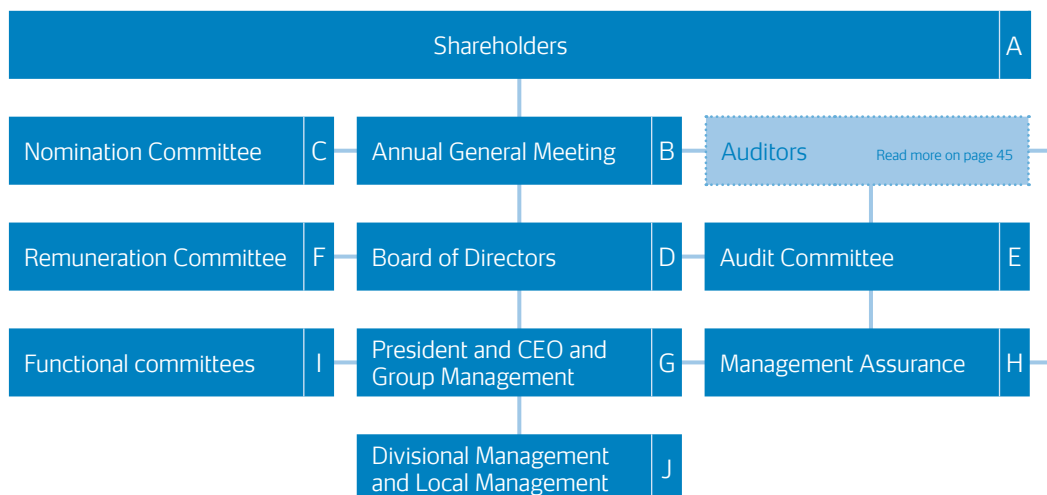 Shareholders A
Nomination Committee C
Annual General Meeting B
Auditors Read more on page 45
Remuneration Committee F
Board of Directors D
Audit Committee E
Functional committees I
President and CEO and
Group Management G
Management Assurance H
Divisional Management
and Local Management J